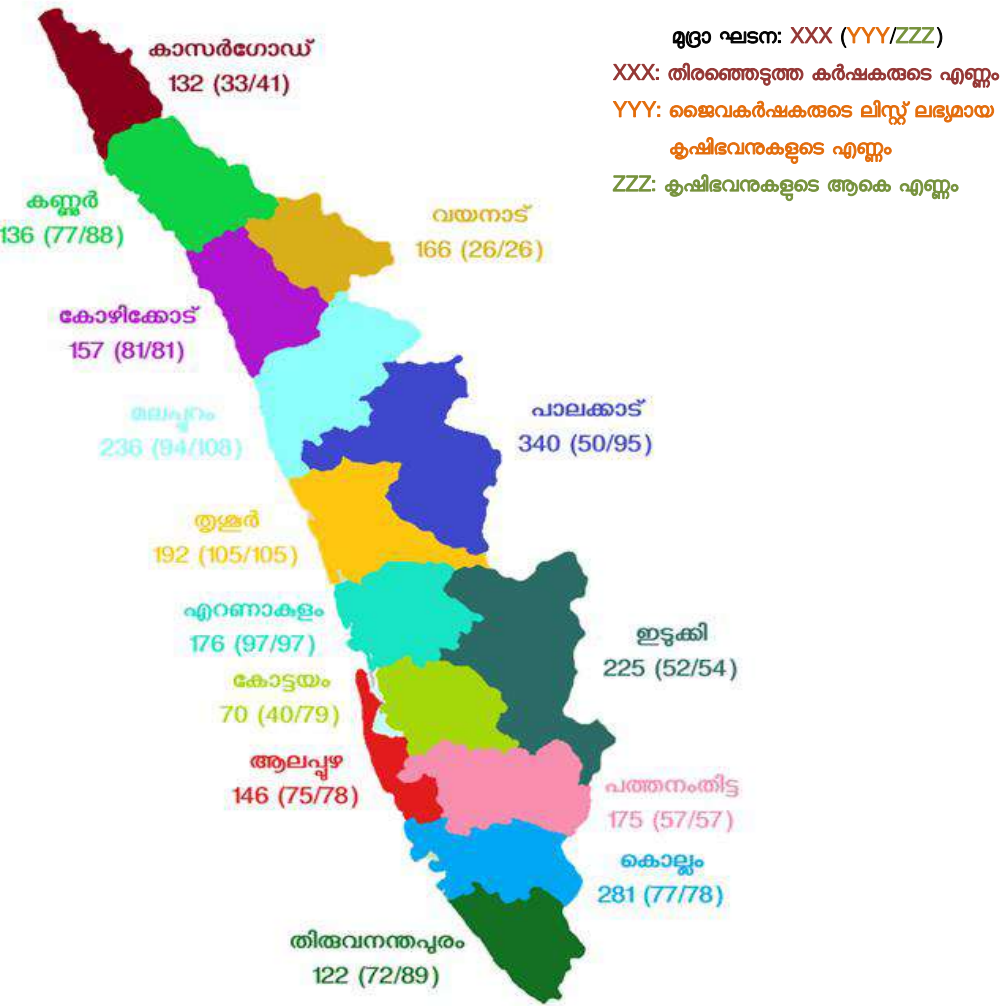 മുദ്രാ ഘടന: XXX (YYY/ZZZ)
XXX: തിരഞ്ഞെടുത്ത കർഷകരുടെ എണ്ണം
YYY: ജൈവകർഷകരുടെ ലിസ്റ്റ് ലഭ്യമായ
കൃഷിഭവനുകളുടെ എണ്ണം
ZZZ: കൃഷിഭവനുകളുടെ ആകെ എണ്ണം
കാസർഗോഡ്
132 (33/41)
കണ്ണൂർ
136 (77/88)
വയനാട്
166 (26/26)
കോഴിക്കോട്
157 (81/81)
മലപ്പുറം
236 (94/108)
പാലക്കാട്
340 (50/95)
തൃശൂർ
192 (105/105)
എറണാകുളം
176 (97/97)
ഇടുക്കി
225 (52/54)
കോട്ടയം
70 (40/79)
ആലപ്പുഴ
146 (75/78)
പത്തനംതിട്ട
175 (57/57)
കൊല്ലം
281 (77/78)
തിരുവനന്തപുരം
122 (72/89)